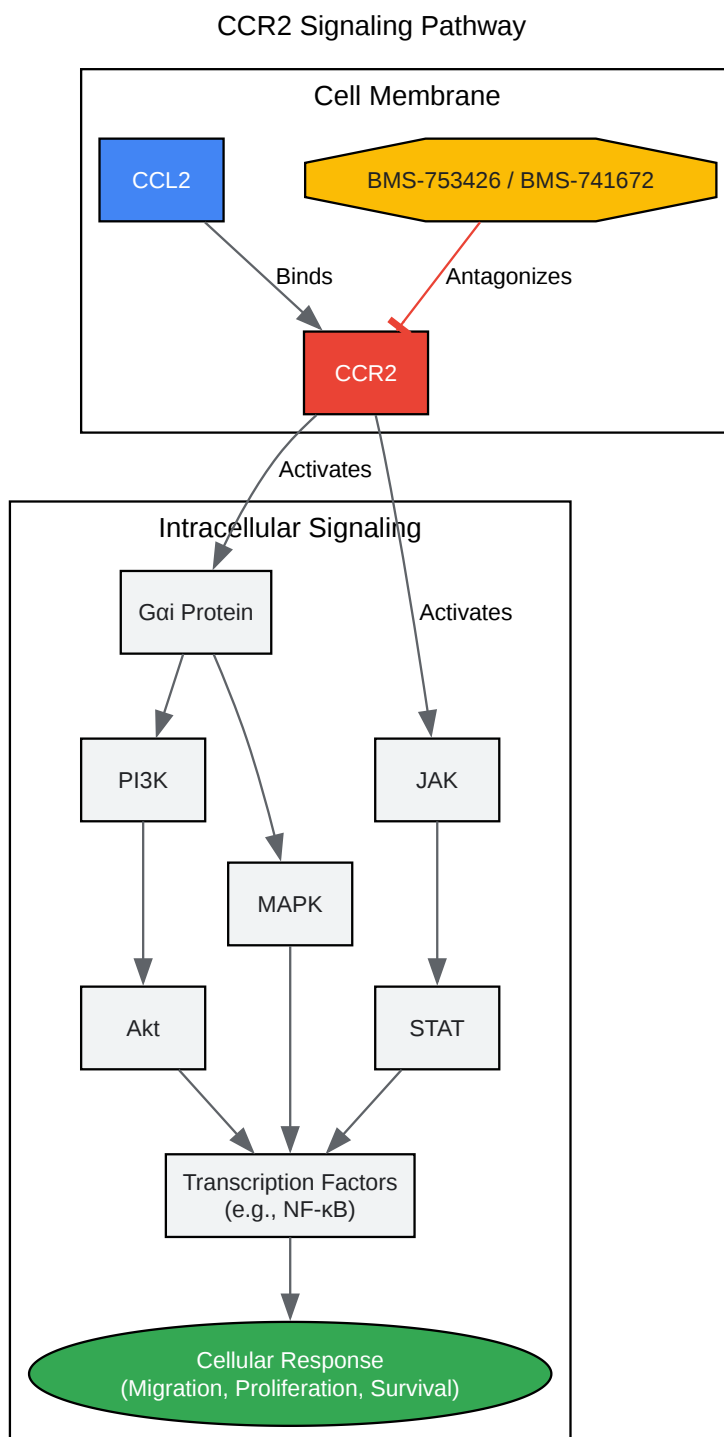 CCR2 Signaling Pathway
Cell Membrane
CCL2
BMS-753426 / BMS-741672
Binds
Antagonizes
CCR2
Activates
Intracellular Signaling
Gαi Protein
Activates
PI3K
JAK
MAPK
Akt
STAT
Transcription Factors
(e.g., NF-κB)
Cellular Response
(Migration, Proliferation, Survival)